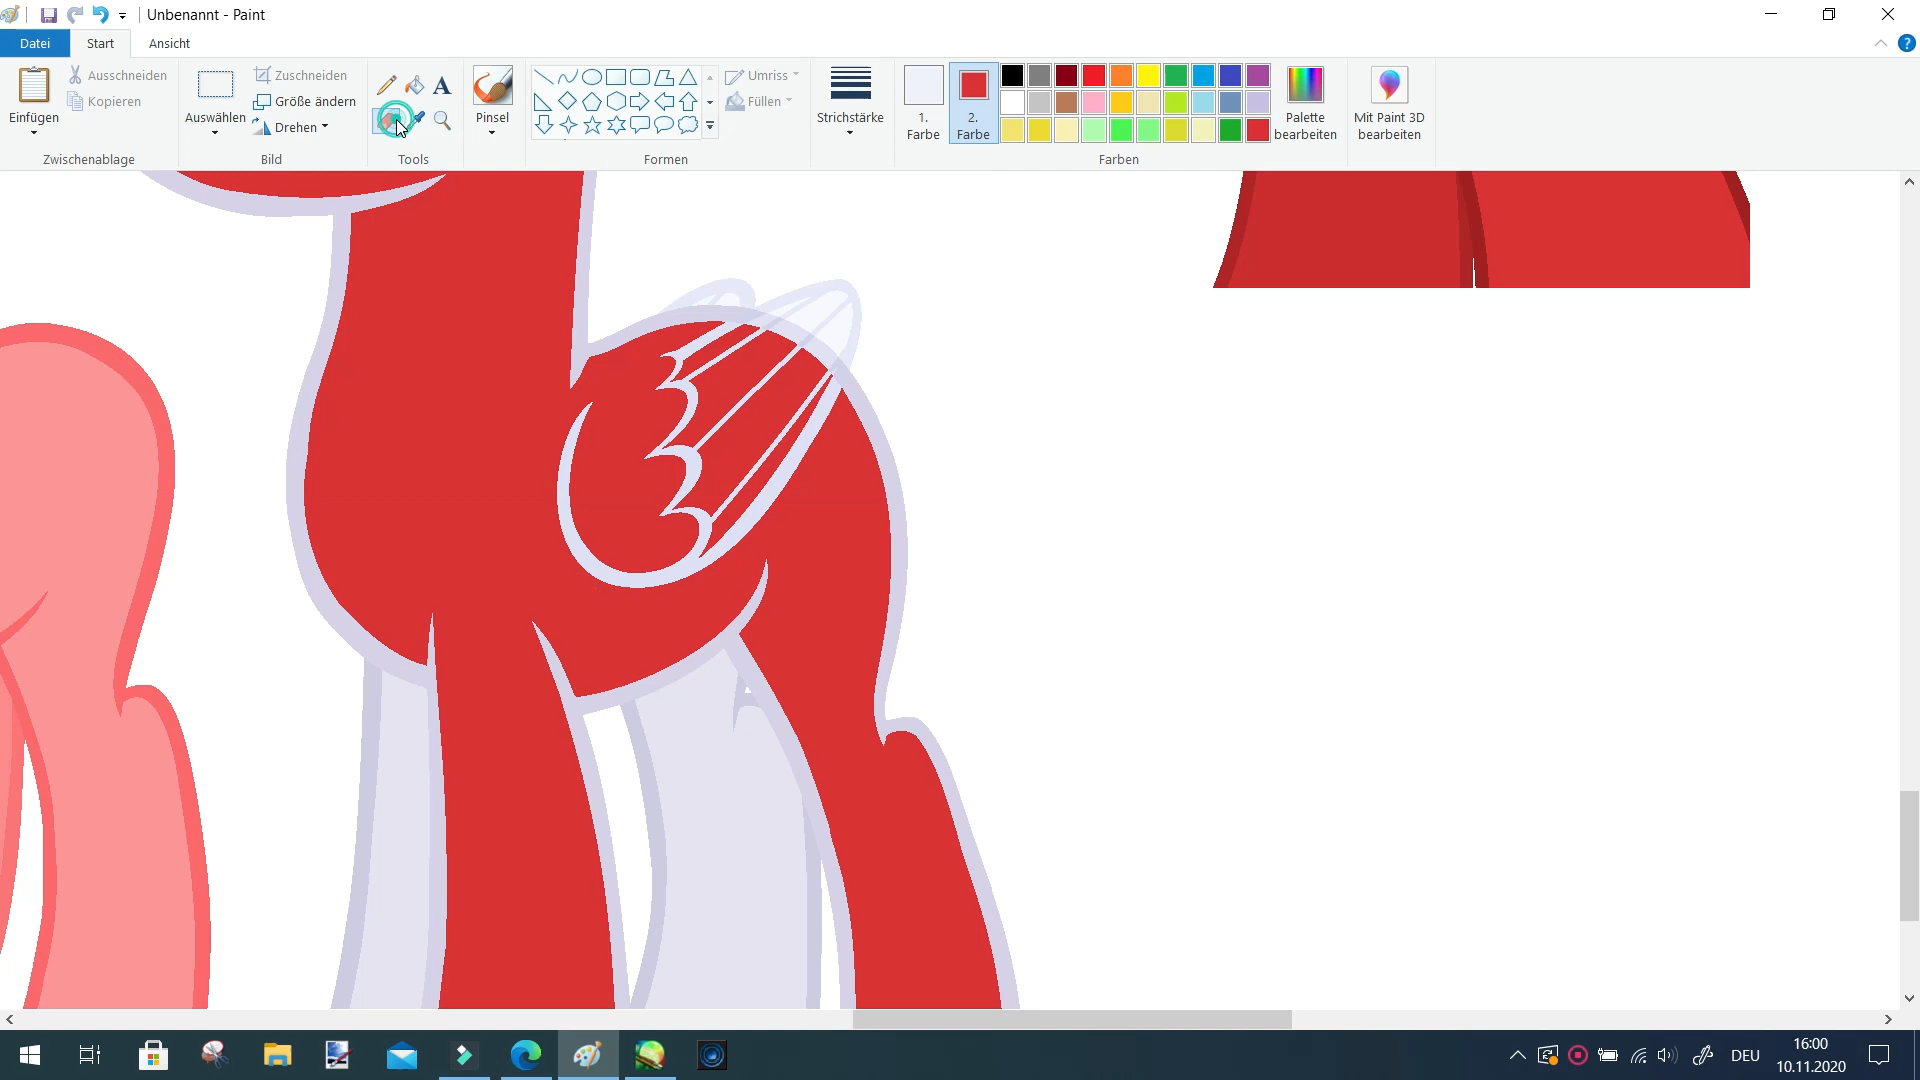 Unbenannt - Paint
Datei Start Ansicht
Einfügen
Ausschneiden
Kopieren
Zwischenablage
Auswählen
Zuschneiden
Größe ändern
Drehen
Bild
A
Tools
Pinsel
Umriss
Füllen
Formen
Strichstärke
1.
Farbe
2.
Farbe
Palette
bearbeiten
Farben
Mit Paint 3D
bearbeiten
DEU
16:00
10.11.2020